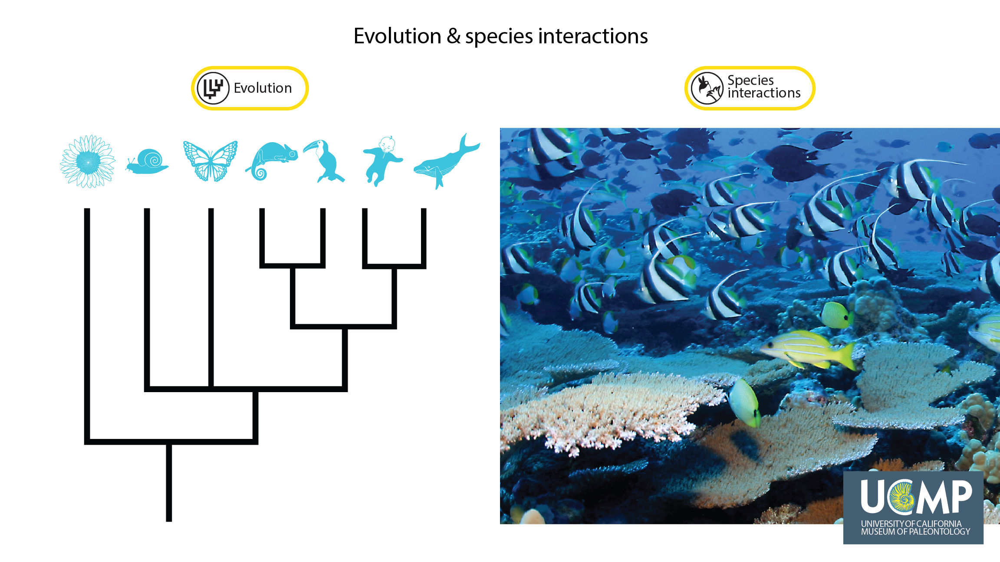 Evolution & species interactions
Evolution
Species
interactions
UCMP
UNIVERSITY OF CALIFORNIA
MUSEUM OF PALEONTOLOGY